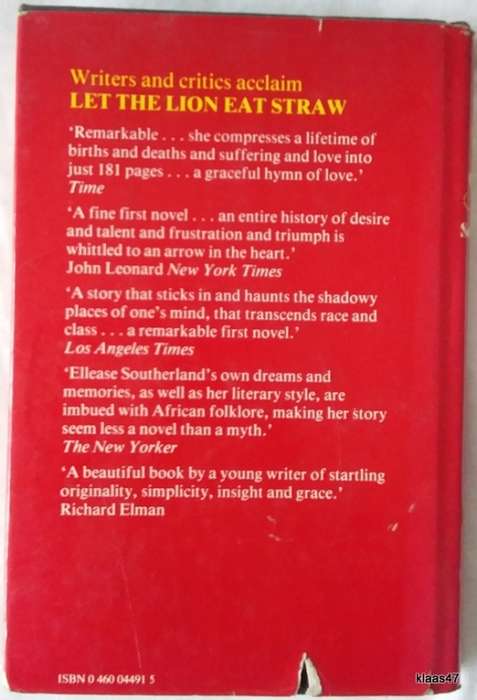 Writers and critics acclaim
LET THE LION EAT STRAW
‘Remarkable . . . she compresses a lifetime of
births and deaths and suffering and love into
just 181 pages . . . a graceful hymn of love.’
Time
‘A fine first novel . . . an entire history of desire
and talent and frustration and triumph is
whittled to an arrow in the heart.’
John Leonard New York Times
‘A story that sticks in and haunts the shadowy
places of one’s mind, that transcends race and
class . . . a remarkable first novel.’
Los Angeles Times
‘Ellease Southerland’s own dreams and
memories, as well as her literary style, are
imbued with African folklore, making her story
seem less a novel than a myth.’
The New Yorker
‘A beautiful book by a young writer of startling
originality, simplicity, insight and grace.’
Richard Elman
ISBN 0 460 04491 5
klaas47